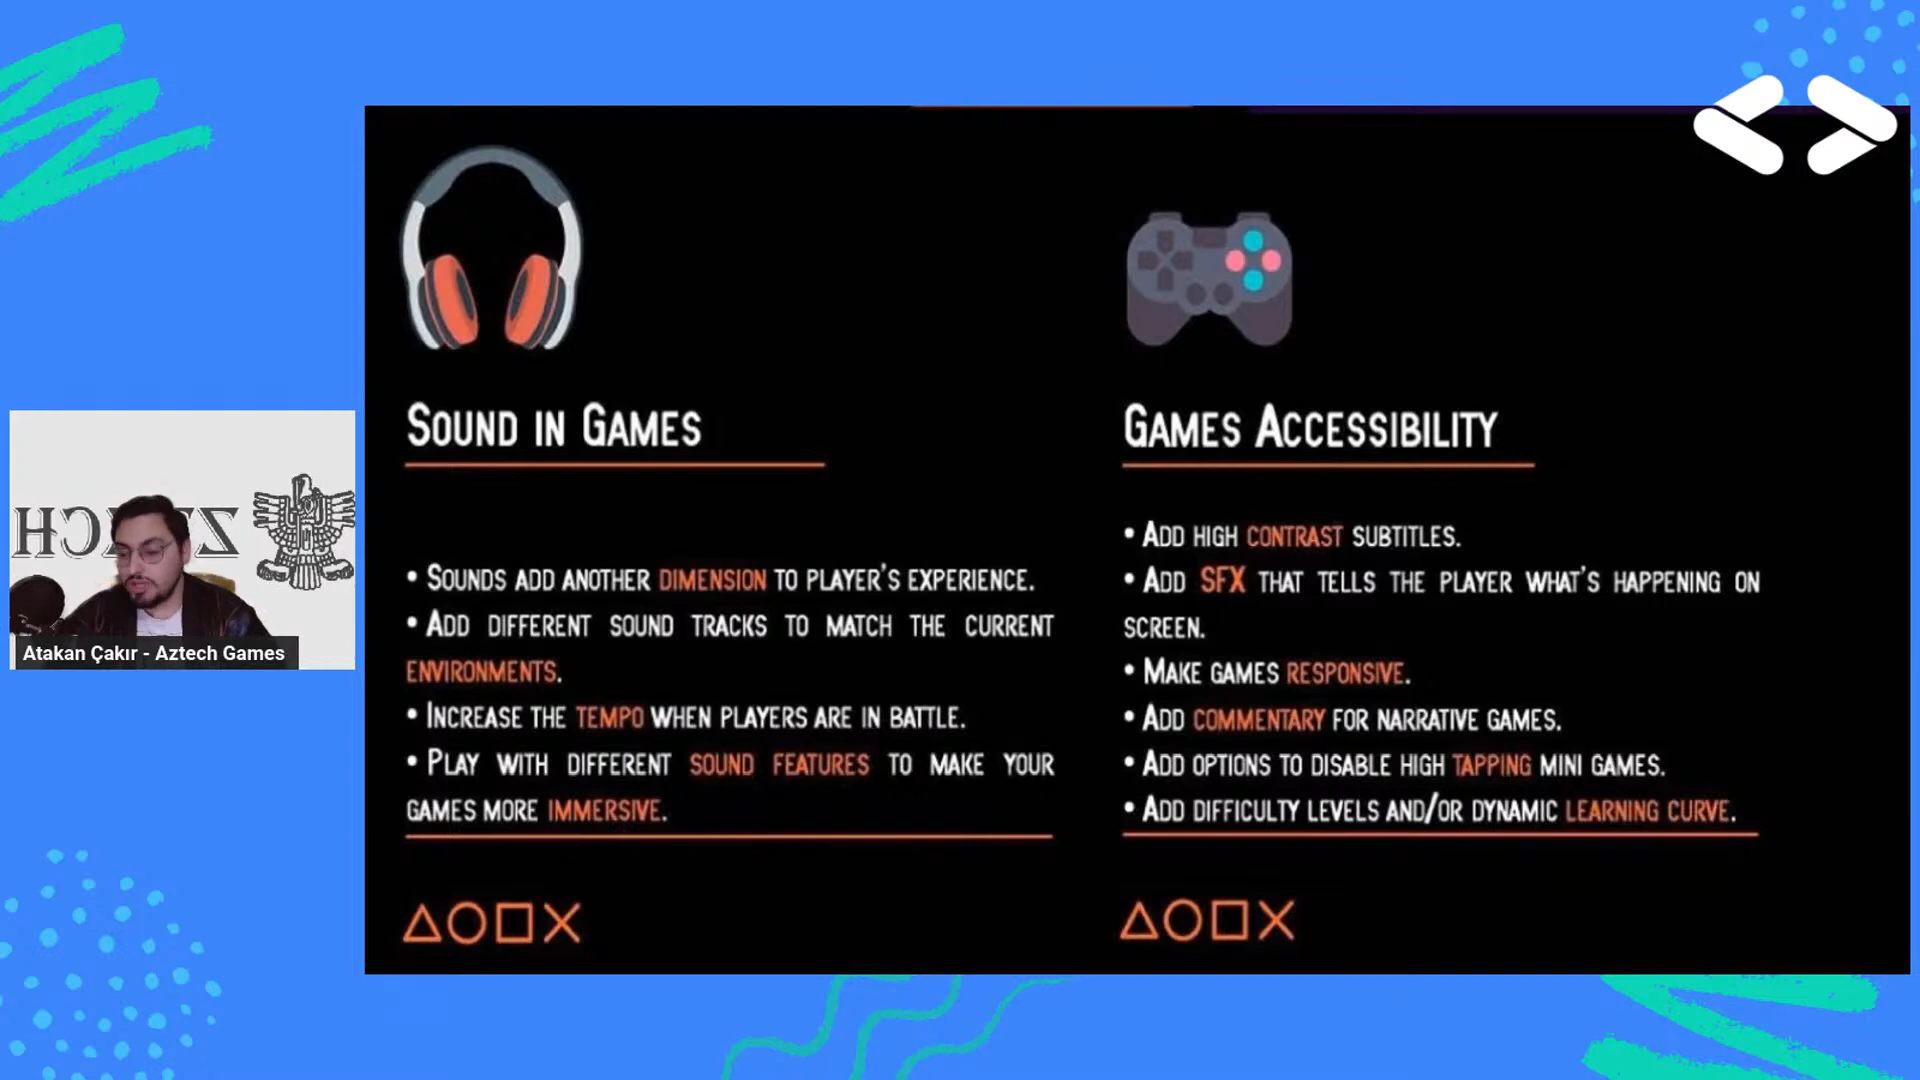 SOUND IN GAMES
• SOUNDS ADD ANOTHER DIMENSION TO PLAYER'S EXPERIENCE.
• ADD DIFFERENT SOUND TRACKS TO MATCH THE CURRENT
ENVIRONMENTS.
• INCREASE THE TEMPO WHEN PLAYERS ARE IN BATTLE.
• PLAY WITH DIFFERENT SOUND FEATURES TO MAKE YOUR
GAMES MORE IMMERSIVE.
GAMES ACCESSIBILITY
• ADD HIGH CONTRAST SUBTITLES.
• ADD SFX THAT TELLS THE PLAYER WHAT'S HAPPENING ON
SCREEN.
• MAKE GAMES RESPONSIVE.
• ADD COMMENTARY FOR NARRATIVE GAMES.
• ADD OPTIONS TO DISABLE HIGH TAPPING MINI GAMES.
• ADD DIFFICULTY LEVELS AND/OR DYNAMIC LEARNING CURVE.
Atakan Çakır - Aztech Games